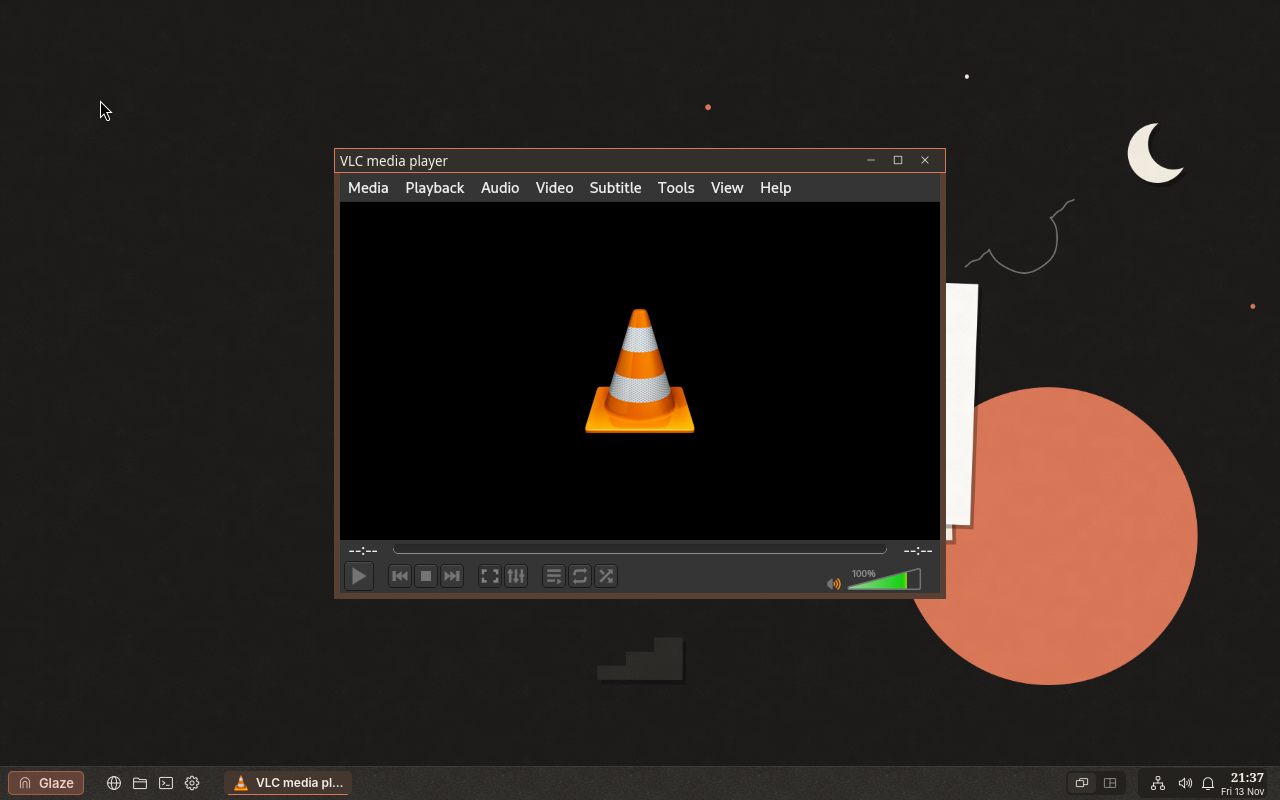 VLC media player
Media Playback Audio Video Subtitle Tools View Help
--:-- --:--
100%
Glaze VLC media pl... 21:37
Fri 13 Nov